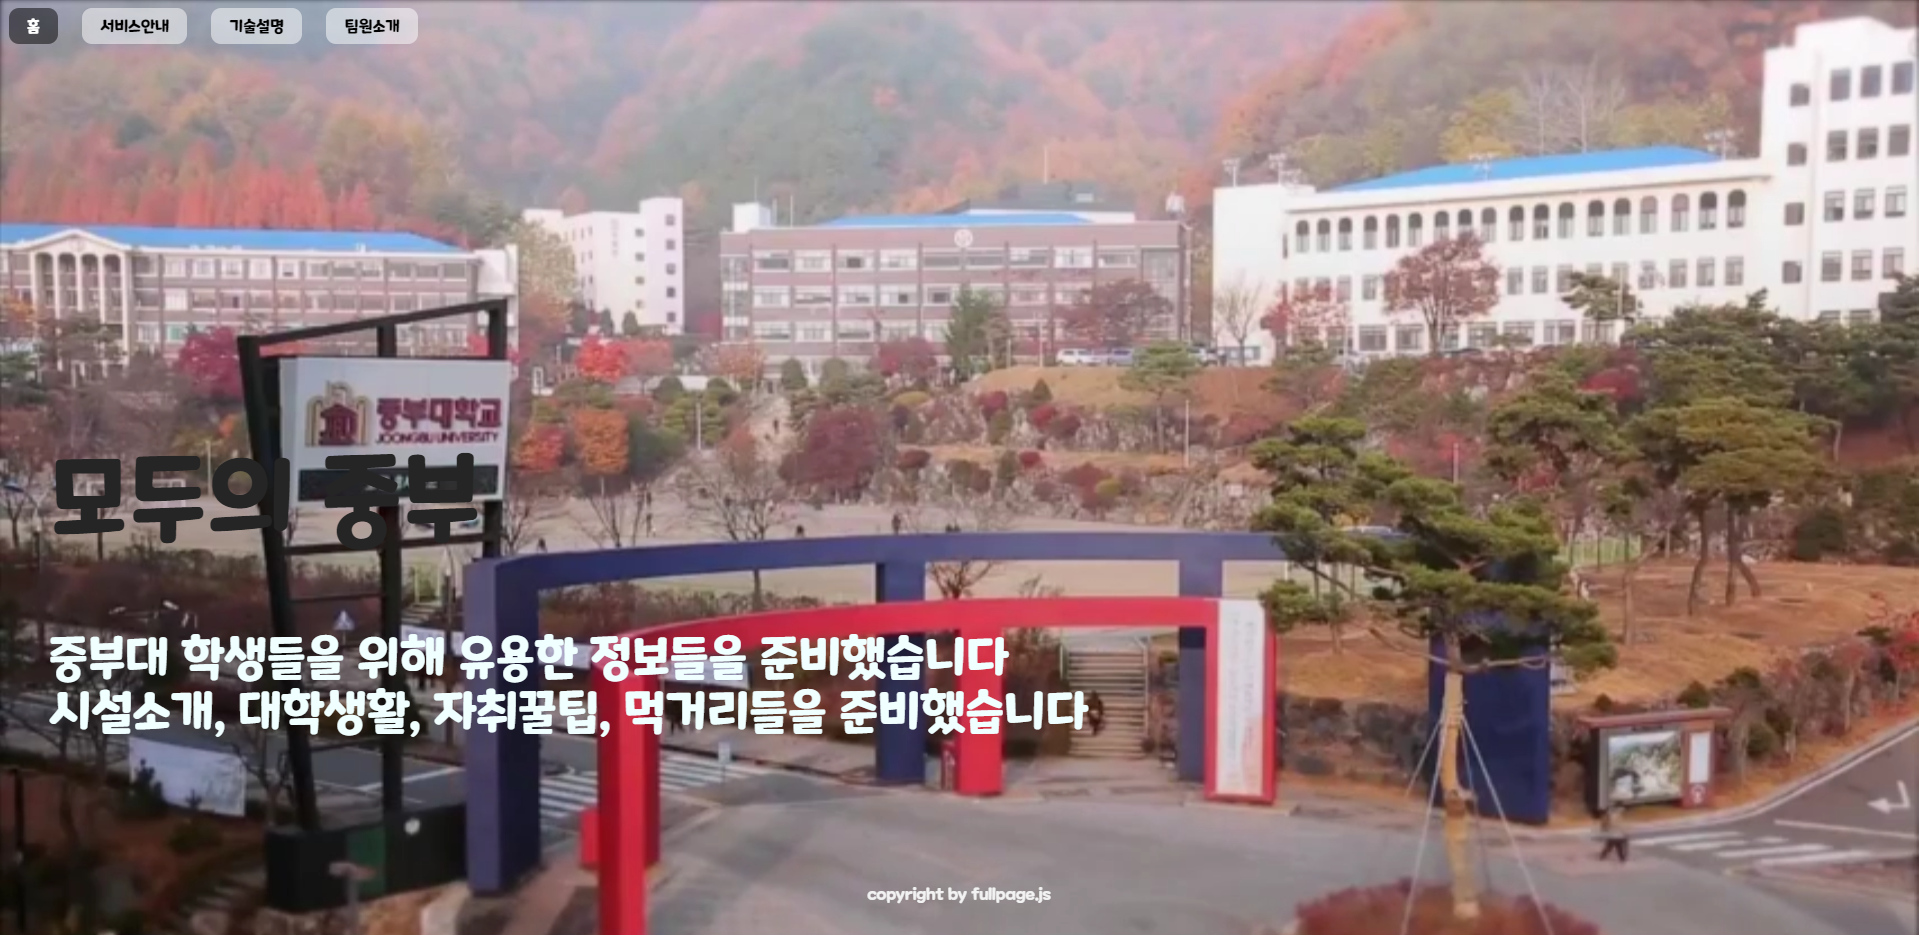 홈
서비스안내
기술설명
팀원소개
중부대학교
JOONGBU UNIVERSITY
모두의 중부
중부대 학생들을 위해 유용한 정보들을 준비했습니다
시설소개, 대학생활, 자취꿀팁, 먹거리들을 준비했습니다
copyright by fullpage.js